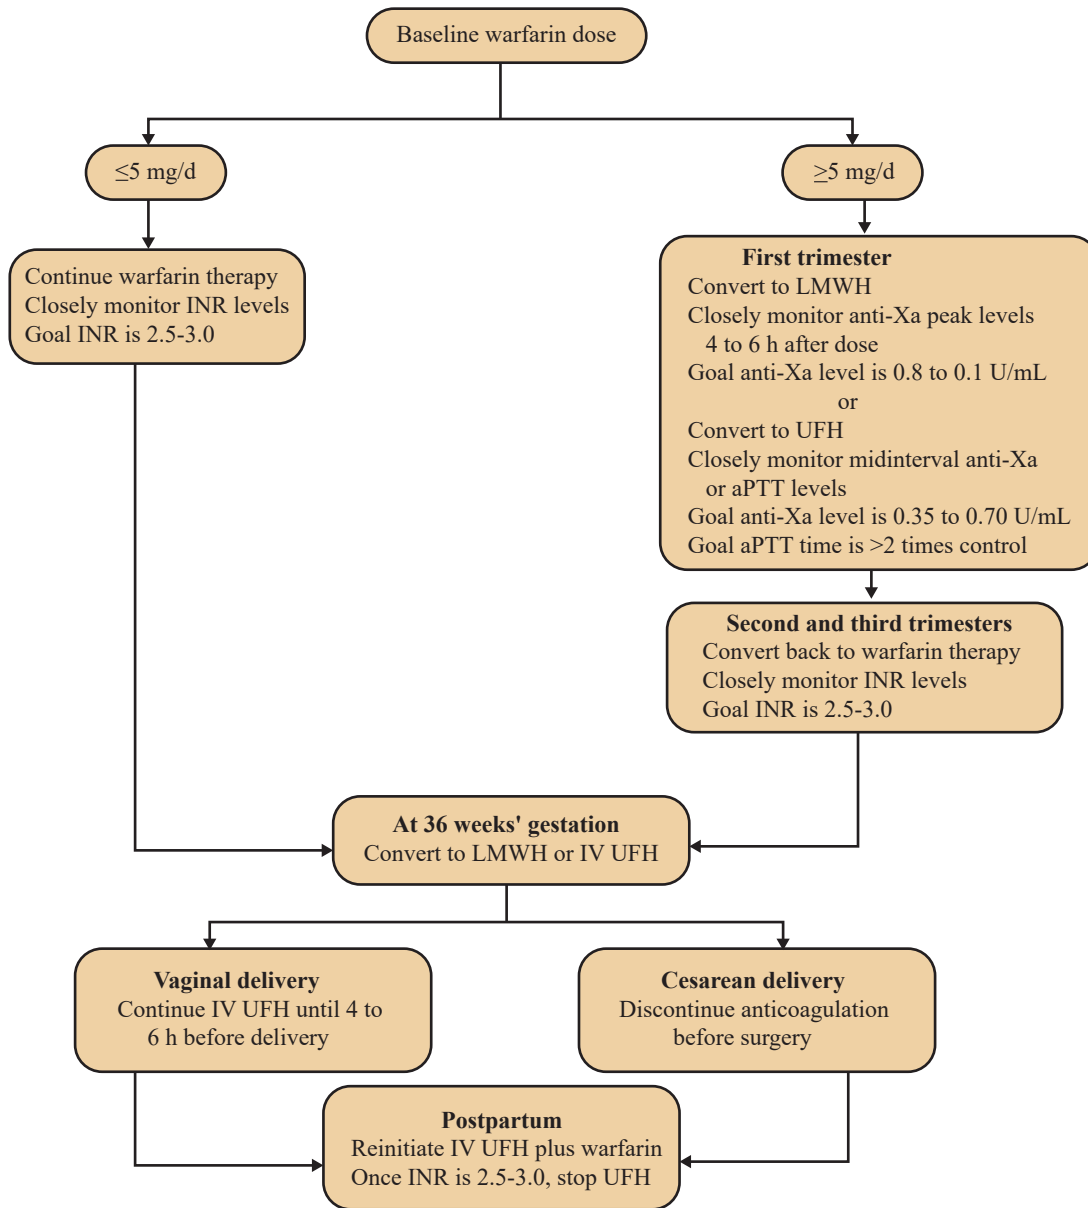 Baseline warfarin dose
≤5 mg/d
≥5 mg/d
Continue warfarin therapy
Closely monitor INR levels
Goal INR is 2.5-3.0
First trimester
Convert to LMWH
Closely monitor anti-Xa peak levels
4 to 6 h after dose
Goal anti-Xa level is 0.8 to 0.1 U/mL
or
Convert to UFH
Closely monitor midinterval anti-Xa
or aPTT levels
Goal anti-Xa level is 0.35 to 0.70 U/mL
Goal aPTT time is >2 times control
Second and third trimesters
Convert back to warfarin therapy
Closely monitor INR levels
Goal INR is 2.5-3.0
At 36 weeks' gestation
Convert to LMWH or IV UFH
Vaginal delivery
Continue IV UFH until 4 to
6 h before delivery
Cesarean delivery
Discontinue anticoagulation
before surgery
Postpartum
Reinitiate IV UFH plus warfarin
Once INR is 2.5-3.0, stop UFH